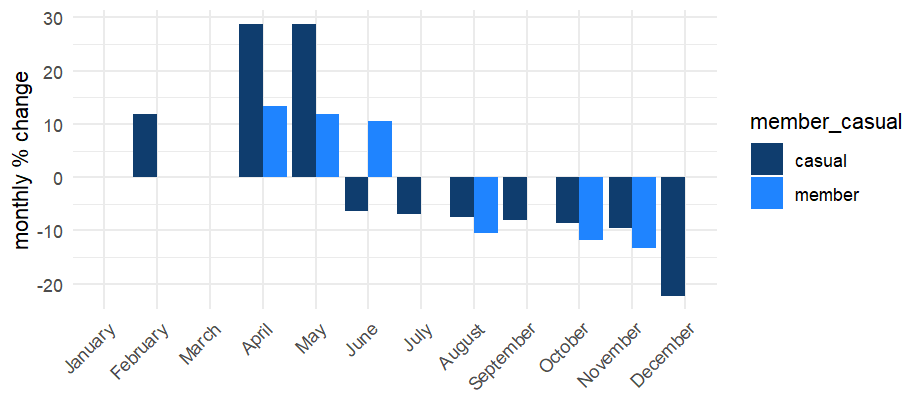 monthly % change
30
20
10
0
-10
-20
January
February
March
April
May
June
July
August
September
October
November
December
member_casual
casual
member